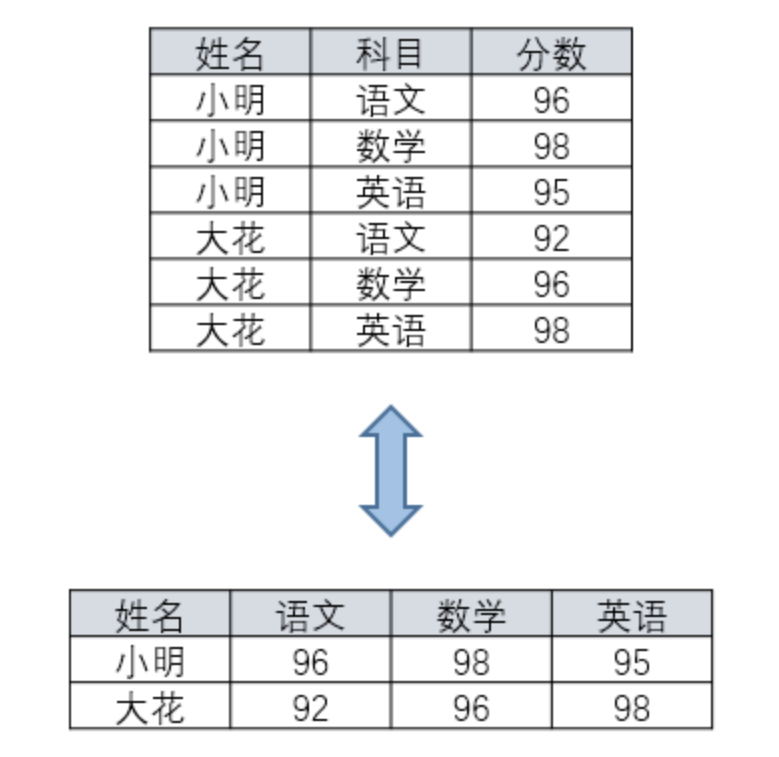 姓名 科目 分数
小明 语文 96
小明 数学 98
小明 英语 95
大花 语文 92
大花 数学 96
大花 英语 98
姓名 语文 数学 英语
小明 96 98 95
大花 92 96 98